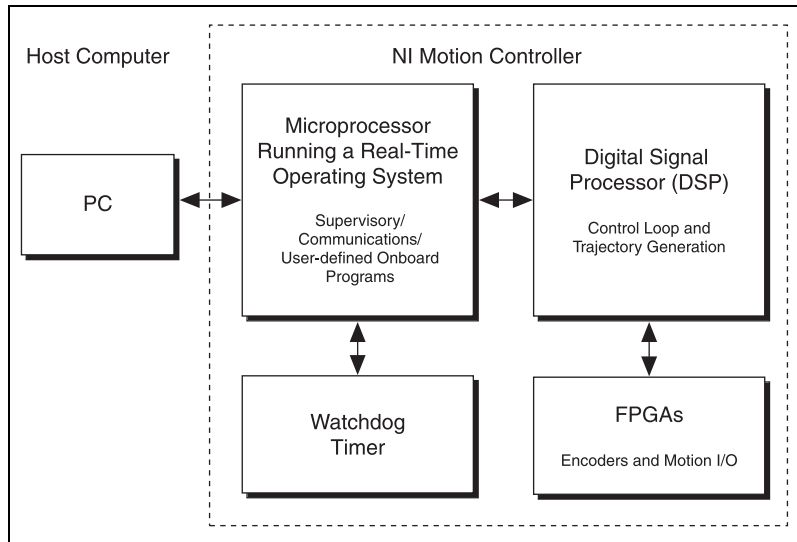 Host Computer
NI Motion Controller
PC
Microprocessor
Running a Real-Time
Operating System
Supervisory/
Communications/
User-defined Onboard
Programs
Digital Signal
Processor (DSP)
Control Loop and
Trajectory Generation
Watchdog
Timer
FPGAs
Encoders and Motion I/O